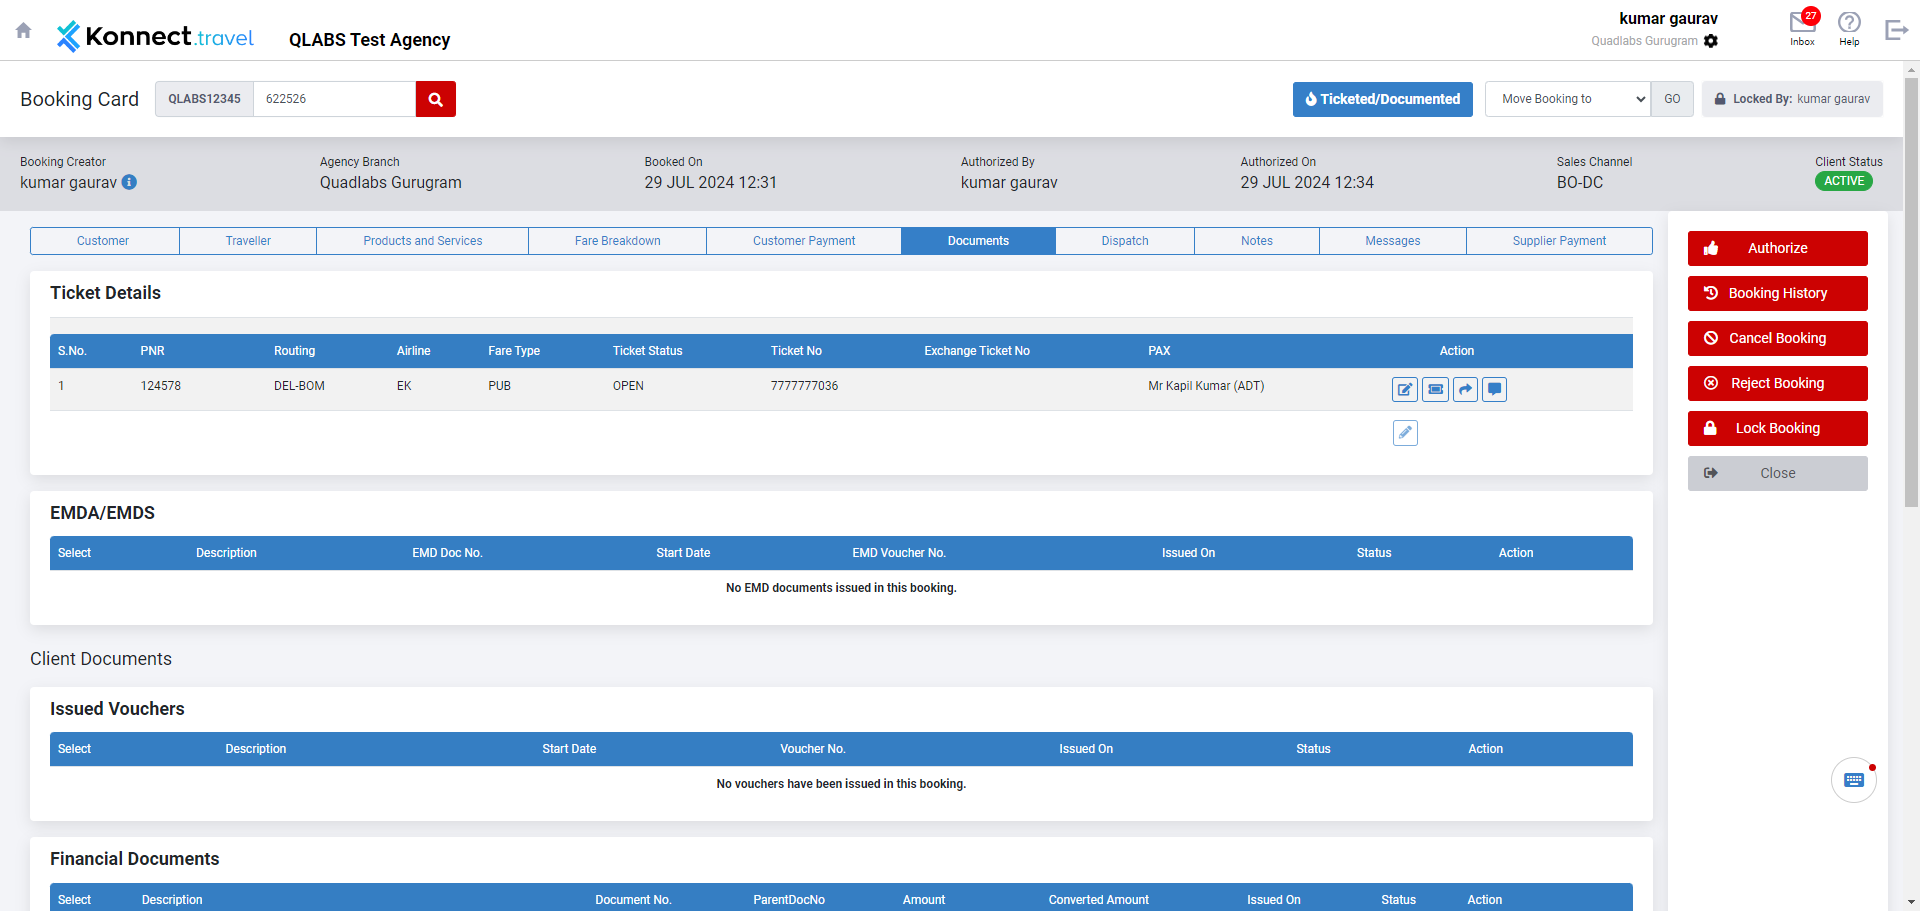 Konnect.travel
QLABS Test Agency
kumar gaurav
Quadlabs Gurugram
27
Inbox
Help
Booking Card
QLABS12345
622526
Ticketed/Documented
Move Booking to
GO
Locked By: kumar gaurav
Booking Creator
kumar gaurav
Agency Branch
Quadlabs Gurugram
Booked On
29 JUL 2024 12:31
Authorized By
kumar gaurav
Authorized On
29 JUL 2024 12:34
Sales Channel
BO-DC
Client Status
ACTIVE
Customer
Traveller
Products and Services
Fare Breakdown
Customer Payment
Documents
Dispatch
Notes
Messages
Supplier Payment
Authorize
Booking History
Cancel Booking
Reject Booking
Lock Booking
Close
Ticket Details
S.No. PNR Routing Airline Fare Type Ticket Status Ticket No Exchange Ticket No PAX Action
1 124578 DEL-BOM EK PUB OPEN 7777777036 Mr Kapil Kumar (ADT)
EMDA/EMDS
Select Description EMD Doc No. Start Date EMD Voucher No. Issued On Status Action
No EMD documents issued in this booking.
Client Documents
Issued Vouchers
Select Description Start Date Voucher No. Issued On Status Action
No vouchers have been issued in this booking.
Financial Documents
Select Description Document No. ParentDocNo Amount Converted Amount Issued On Status Action